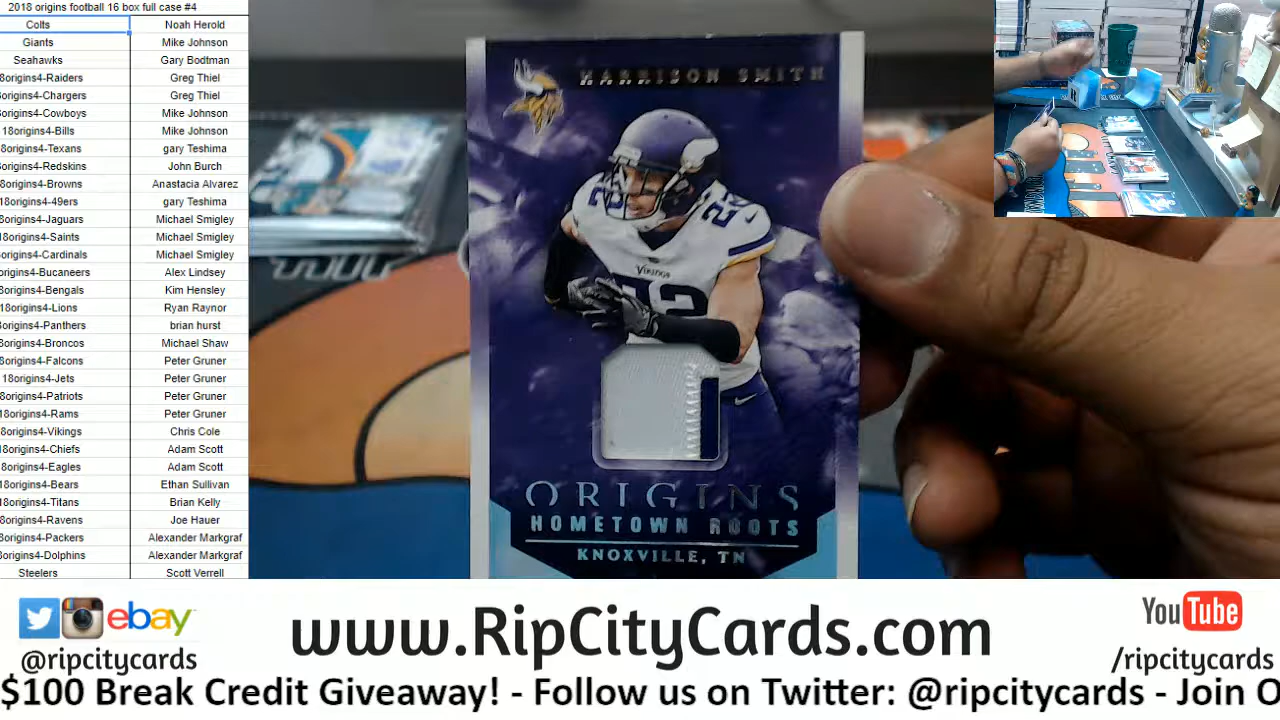 2018 origins football 16 box full case #4
Colts Noah Herold
Giants Mike Johnson
Seahawks Gary Bodtman
8origins4-Raiders Greg Thiel
8origins4-Chargers Greg Thiel
8origins4-Cowboys Mike Johnson
18origins4-Bills Mike Johnson
8origins4-Texans gary Teshima
8origins4-Redskins John Burch
8origins4-Browns Anastacia Alvarez
18origins4-49ers gary Teshima
8origins4-Jaguars Michael Smigley
18origins4-Saints Michael Smigley
origins4-Cardinals Michael Smigley
origins4-Bucaneers Alex Lindsey
8origins4-Bengals Kim Hensley
18origins4-Lions Ryan Raynor
8origins4-Panthers brian hurst
8origins4-Broncos Michael Shaw
8origins4-Falcons Peter Gruner
18origins4-Jets Peter Gruner
8origins4-Patriots Peter Gruner
18origins4-Rams Peter Gruner
8origins4-Vikings Chris Cole
18origins4-Chiefs Adam Scott
8origins4-Eagles Adam Scott
18origins4-Bears Ethan Sullivan
18origins4-Titans Brian Kelly
8origins4-Ravens Joe Hauer
8origins4-Packers Alexander Markgraf
8origins4-Dolphins Alexander Markgraf
Steelers Scott Verrell
HARRISON SMITH
VIKINGS
22
ORIGINS
HOMETOWN ROOTS
KNOXVILLE, TN
ebay
@ripcitycards
www.RipCityCards.com
YouTube
/ripcitycards
$100 Break Credit Giveaway! - Follow us on Twitter: @ripcitycards - Join O